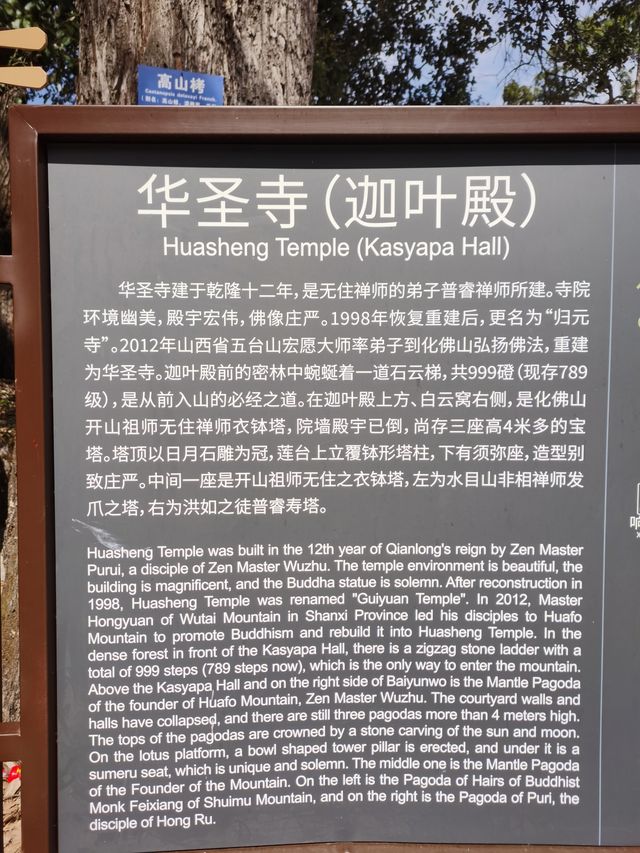 高山栲
Castanopsis delavayi French.
华圣寺（迦叶殿）
Huasheng Temple (Kasyapa Hall)
华圣寺建于乾隆十二年，是无住禅师的弟子普睿禅师所建。寺院
环境幽美，殿宇宏伟，佛像庄严。1998年恢复重建后，更名为“归元
寺”。2012年山西省五台山宏愿大师率弟子到化佛山弘扬佛法，重建
为华圣寺。迦叶殿前的密林中蜿蜒着一道石云梯，共999磴（现存789
级），是从前入山的必经之道。在迦叶殿上方、白云窝右侧，是化佛山
开山祖师无住禅师衣钵塔，院墙殿宇已倒，尚存三座高4米多的宝
塔。塔顶以日月石雕为冠，莲台上立覆钵形塔柱，下有须弥座，造型别
致庄严。中间一座是开山祖师无住之衣钵塔，左为水目山非相禅师发
爪之塔，右为洪如之徒普睿寿塔。
Huasheng Temple was built in the 12th year of Qianlong's reign by Zen Master
Purui, a disciple of Zen Master Wuzhu. The temple environment is beautiful, the
building is magnificent, and the Buddha statue is solemn. After reconstruction in
1998, Huasheng Temple was renamed "Guiyuan Temple". In 2012, Master
Hongyuan of Wutai Mountain in Shanxi Province led his disciples to Huafo
Mountain to promote Buddhism and rebuild it into Huasheng Temple. In the
dense forest in front of the Kasyapa Hall, there is a zigzag stone ladder with a
total of 999 steps (789 steps now), which is the only way to enter the mountain.
Above the Kasyapa Hall and on the right side of Baiyunwo is the Mantle Pagoda
of the founder of Huafo Mountain, Zen Master Wuzhu. The courtyard walls and
halls have collapsed, and there are still three pagodas more than 4 meters high.
The tops of the pagodas are crowned by a stone carving of the sun and moon.
On the lotus platform, a bowl shaped tower pillar is erected, and under it is a
sumeru seat, which is unique and solemn. The middle one is the Mantle Pagoda
of the Founder of the Mountain. On the left is the Pagoda of Hairs of Buddhist
Monk Feixiang of Shuimu Mountain, and on the right is the Pagoda of Puri, the
disciple of Hong Ru.